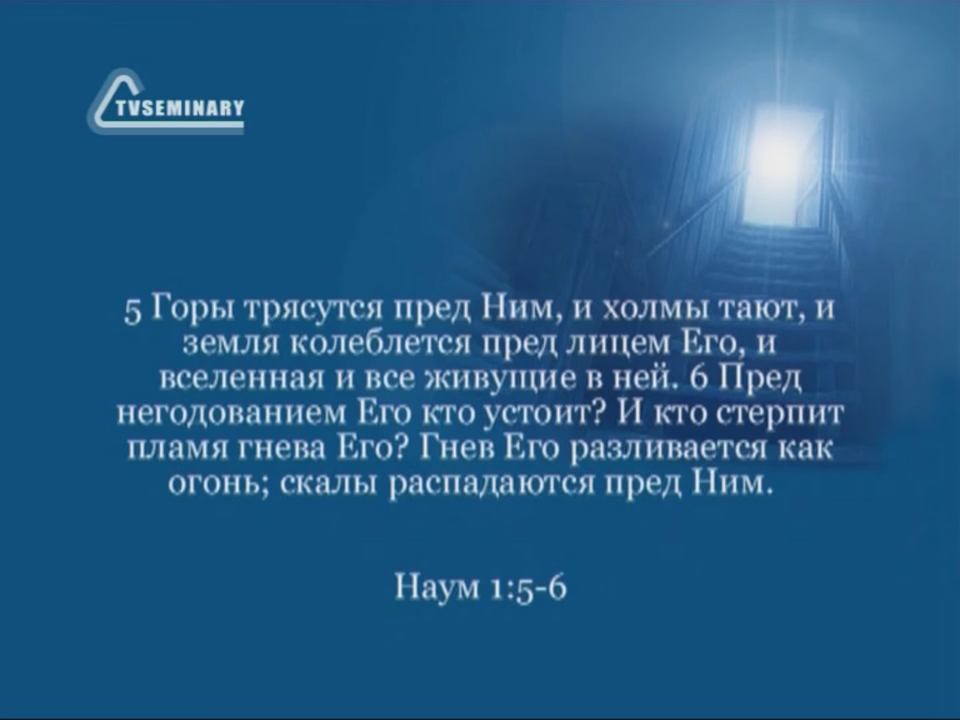 TVSEMINARY
5 Горы трясутся пред Ним, и холмы тают, и
земля колеблется пред лицем Его, и
вселенная и все живущие в ней. 6 Пред
негодованием Его кто устоит? И кто стерпит
пламя гнева Его? Гнев Его разливается как
огонь; скалы распадаются пред Ним.
Наум 1:5-6